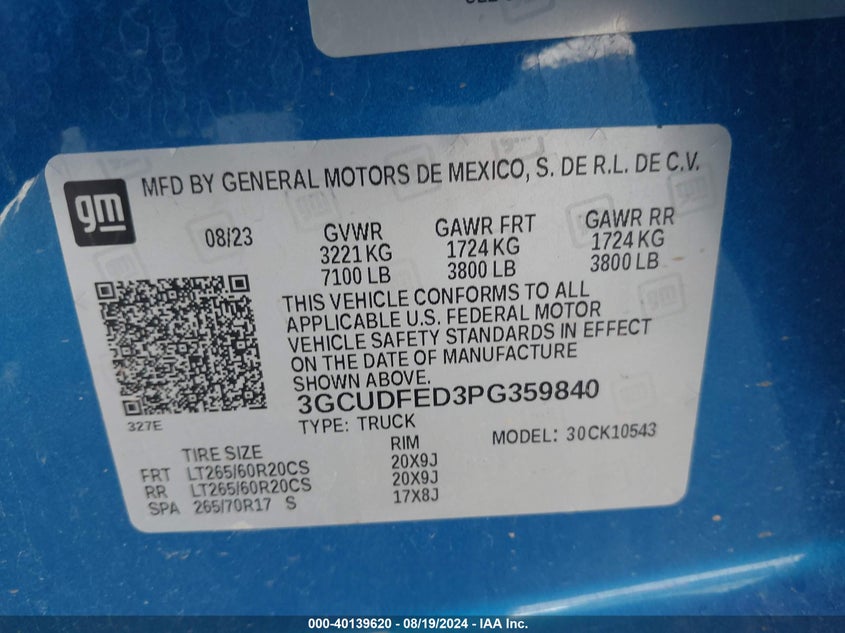 gm
MFD BY GENERAL MOTORS DE MEXICO, S. DE R.L. DE C.V.
08/23 GVWR GAWR FRT GAWR RR
3221 KG 1724 KG 1724 KG
7100 LB 3800 LB 3800 LB
THIS VEHICLE CONFORMS TO ALL
APPLICABLE U.S. FEDERAL MOTOR
VEHICLE SAFETY STANDARDS IN EFFECT
ON THE DATE OF MANUFACTURE
SHOWN ABOVE.
3GCUDFED3PG359840
327E
TYPE: TRUCK MODEL: 30CK10543
TIRE SIZE RIM
FRT LT265/60R20CS 20X9J
RR LT265/60R20CS 20X9J
SPA 265/70R17 S 17X8J
000-40139620 - 08/19/2024 - IAA Inc.